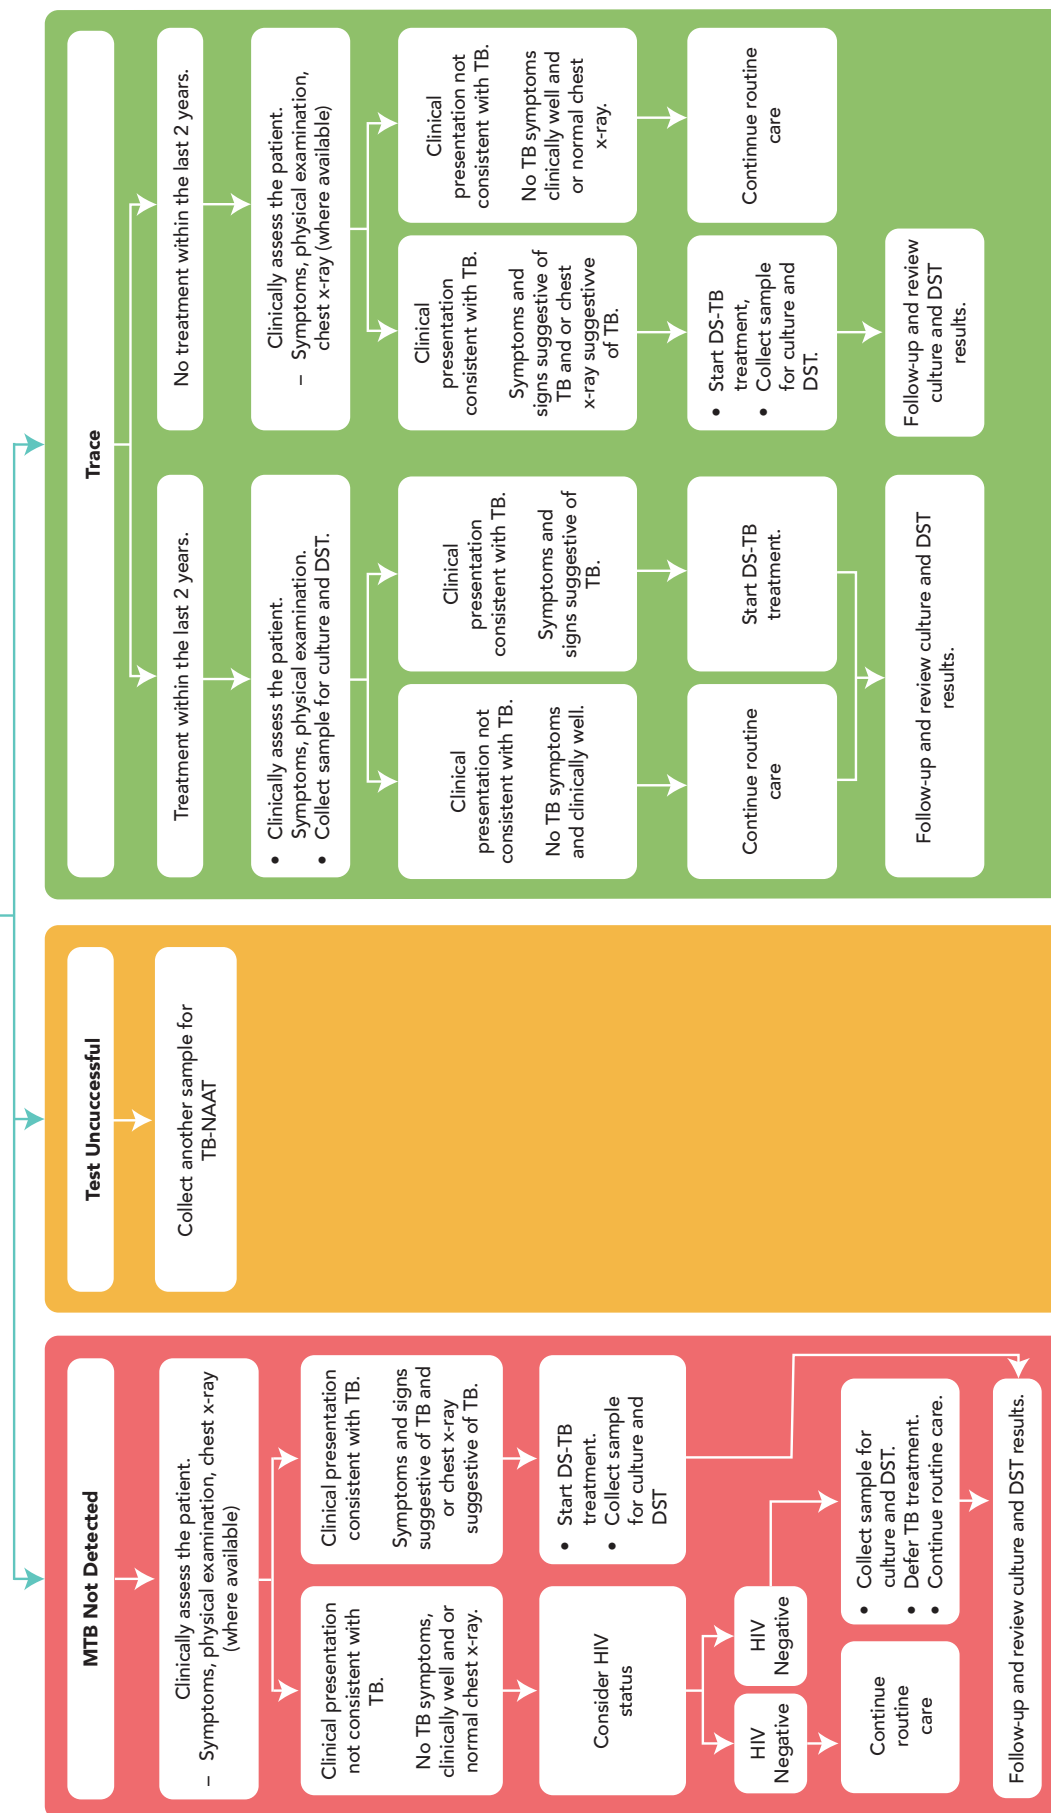 MTB Not Detected
Clinically assess the patient.
– Symptoms, physical examination, chest x-ray
(where available)
Clinical presentation
not consistent with
TB.
No TB symptoms,
clinically well and or
normal chest x-ray.
Clinical presentation
consistent with TB.
Symptoms and signs
suggestive of TB and
or chest x-ray
suggestive of TB.
Consider HIV
status
• Start DS-TB
treatment.
• Collect sample
for culture and
DST
HIV
Negative
HIV
Negative
Continue
routine
care
• Collect sample for
culture and DST.
• Defer TB treatment.
• Continue routine care.
Follow-up and review culture and DST results.
Test Uncuccessful
Collect another sample for
TB-NAAT
Trace
Treatment within the last 2 years.
• Clinically assess the patient.
Symptoms, physical examination.
• Collect sample for culture and DST.
Clinical
presentation not
consistent with TB.
No TB symptoms
and clinically well.
Clinical
presentation
consistent with TB.
Symptoms and
signs suggestive of
TB.
Continue routine
care
Start DS-TB
treatment.
Follow-up and review culture and DST
results.
No treatment within the last 2 years.
Clinically assess the patient.
– Symptoms, physical examination,
chest x-ray (where available)
Clinical
presentation
consistent with TB.
Symptoms and
signs suggestive of
TB and or chest
x-ray suggestivve
of TB.
Clinical
presentation not
consistent with TB.
No TB symptoms
clinically well and
or normal chest
x-ray.
• Start DS-TB
treatment,
• Collect sample
for culture and
DST.
Continnue routine
care
Follow-up and review
culture and DST
results.